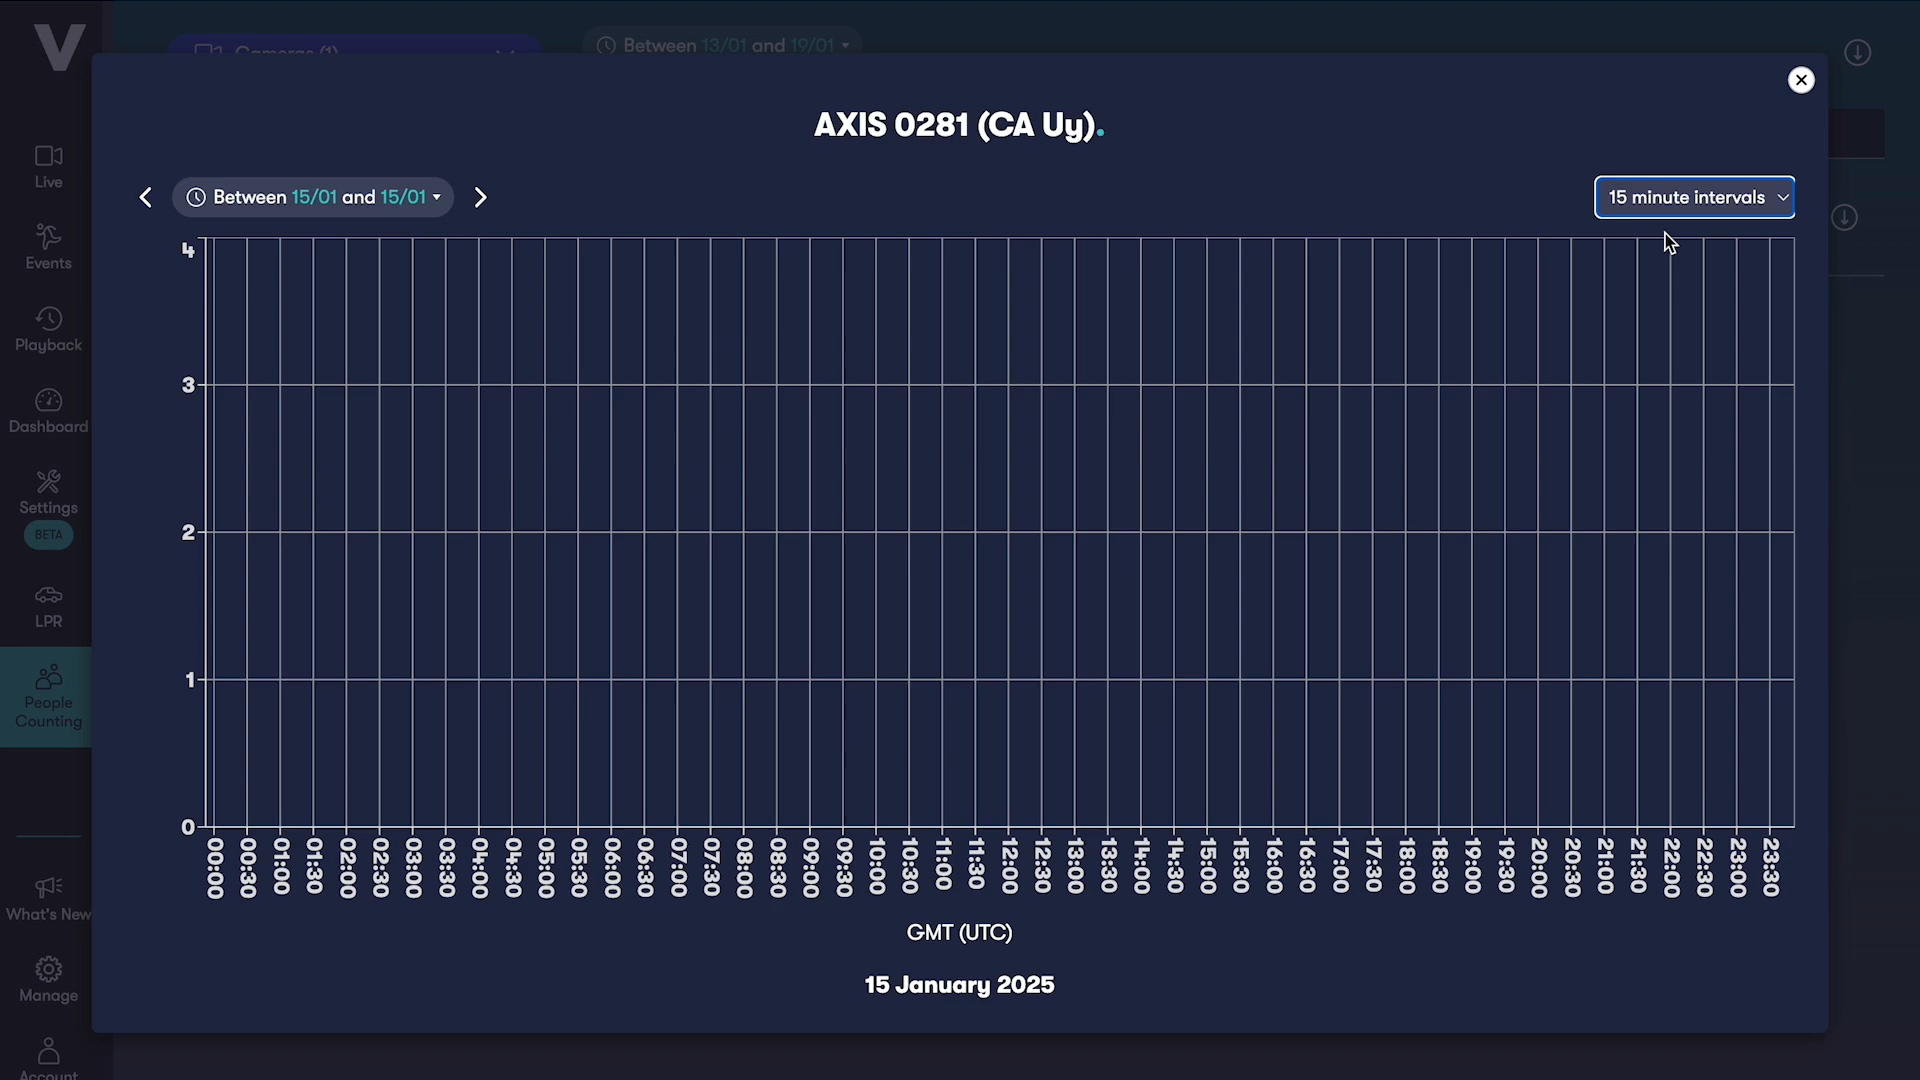 Cameras (1)
Between 13/01 and 19/01
AXIS 0281 (CA Uy).
Between 15/01 and 15/01
15 minute intervals
Live
Events
Playback
Dashboard
Settings
BETA
LPR
People
Counting
What's New
Manage
Account
4
3
2
1
0
00:00
00:30
01:00
01:30
02:00
02:30
03:00
03:30
04:00
04:30
05:00
05:30
06:00
06:30
07:00
07:30
08:00
08:30
09:00
09:30
10:00
10:30
11:00
11:30
12:00
12:30
13:00
13:30
14:00
14:30
15:00
15:30
16:00
16:30
17:00
17:30
18:00
18:30
19:00
19:30
20:00
20:30
21:00
21:30
22:00
22:30
23:00
23:30
GMT (UTC)
15 January 2025